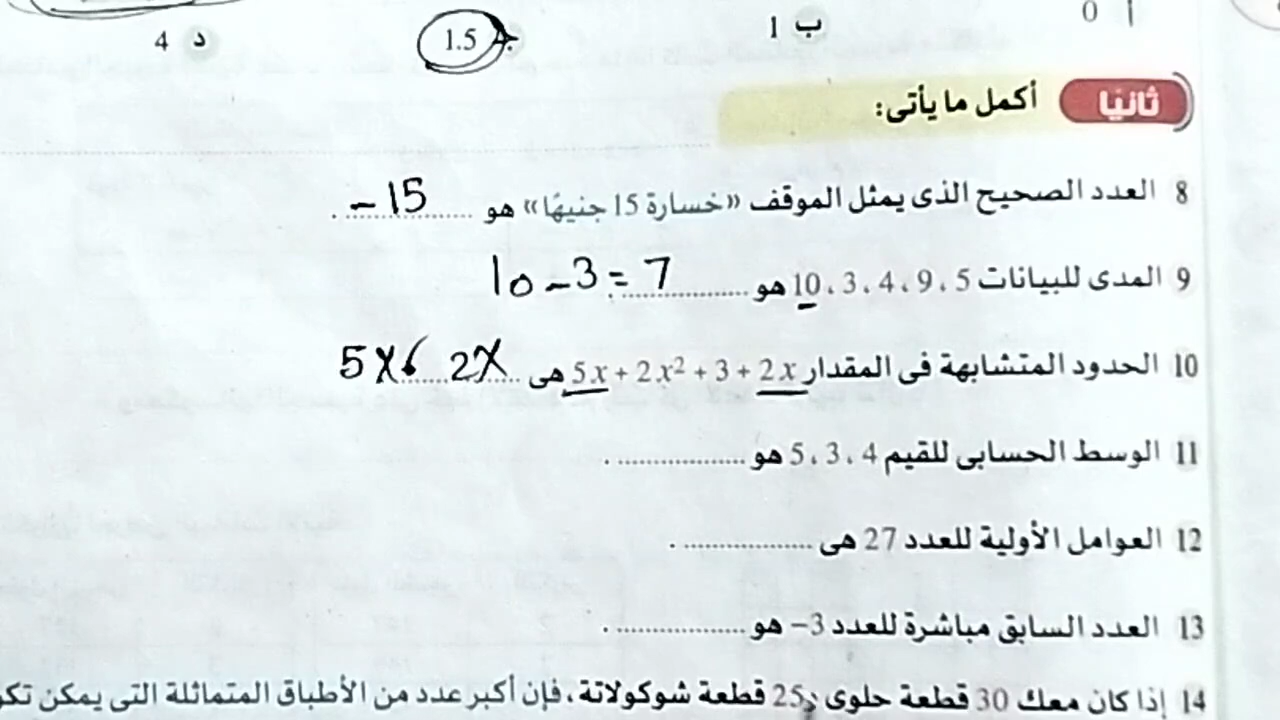 أ 0 ب 1 ج 1.5 د 4
ثانيًا أكمل ما يأتى:
8 العدد الصحيح الذى يمثل الموقف «خسارة 15 جنيهًا» هو -15 .
9 المدى للبيانات 5 ، 9 ، 4 ، 3 ، 10 هو 10 - 3 = 7 .
10 الحدود المتشابهة فى المقدار 5x + 2x² + 3 + 2x هى 5x ، 2x
11 الوسط الحسابى للقيم 4 ، 3 ، 5 هو .................... .
12 العوامل الأولية للعدد 27 هى .................... .
13 العدد السابق مباشرة للعدد 3- هو .................... .
14 إذا كان معك 30 قطعة حلوى و 25 قطعة شوكولاتة ، فإن أكبر عدد من الأطباق المتماثلة التى يمكن